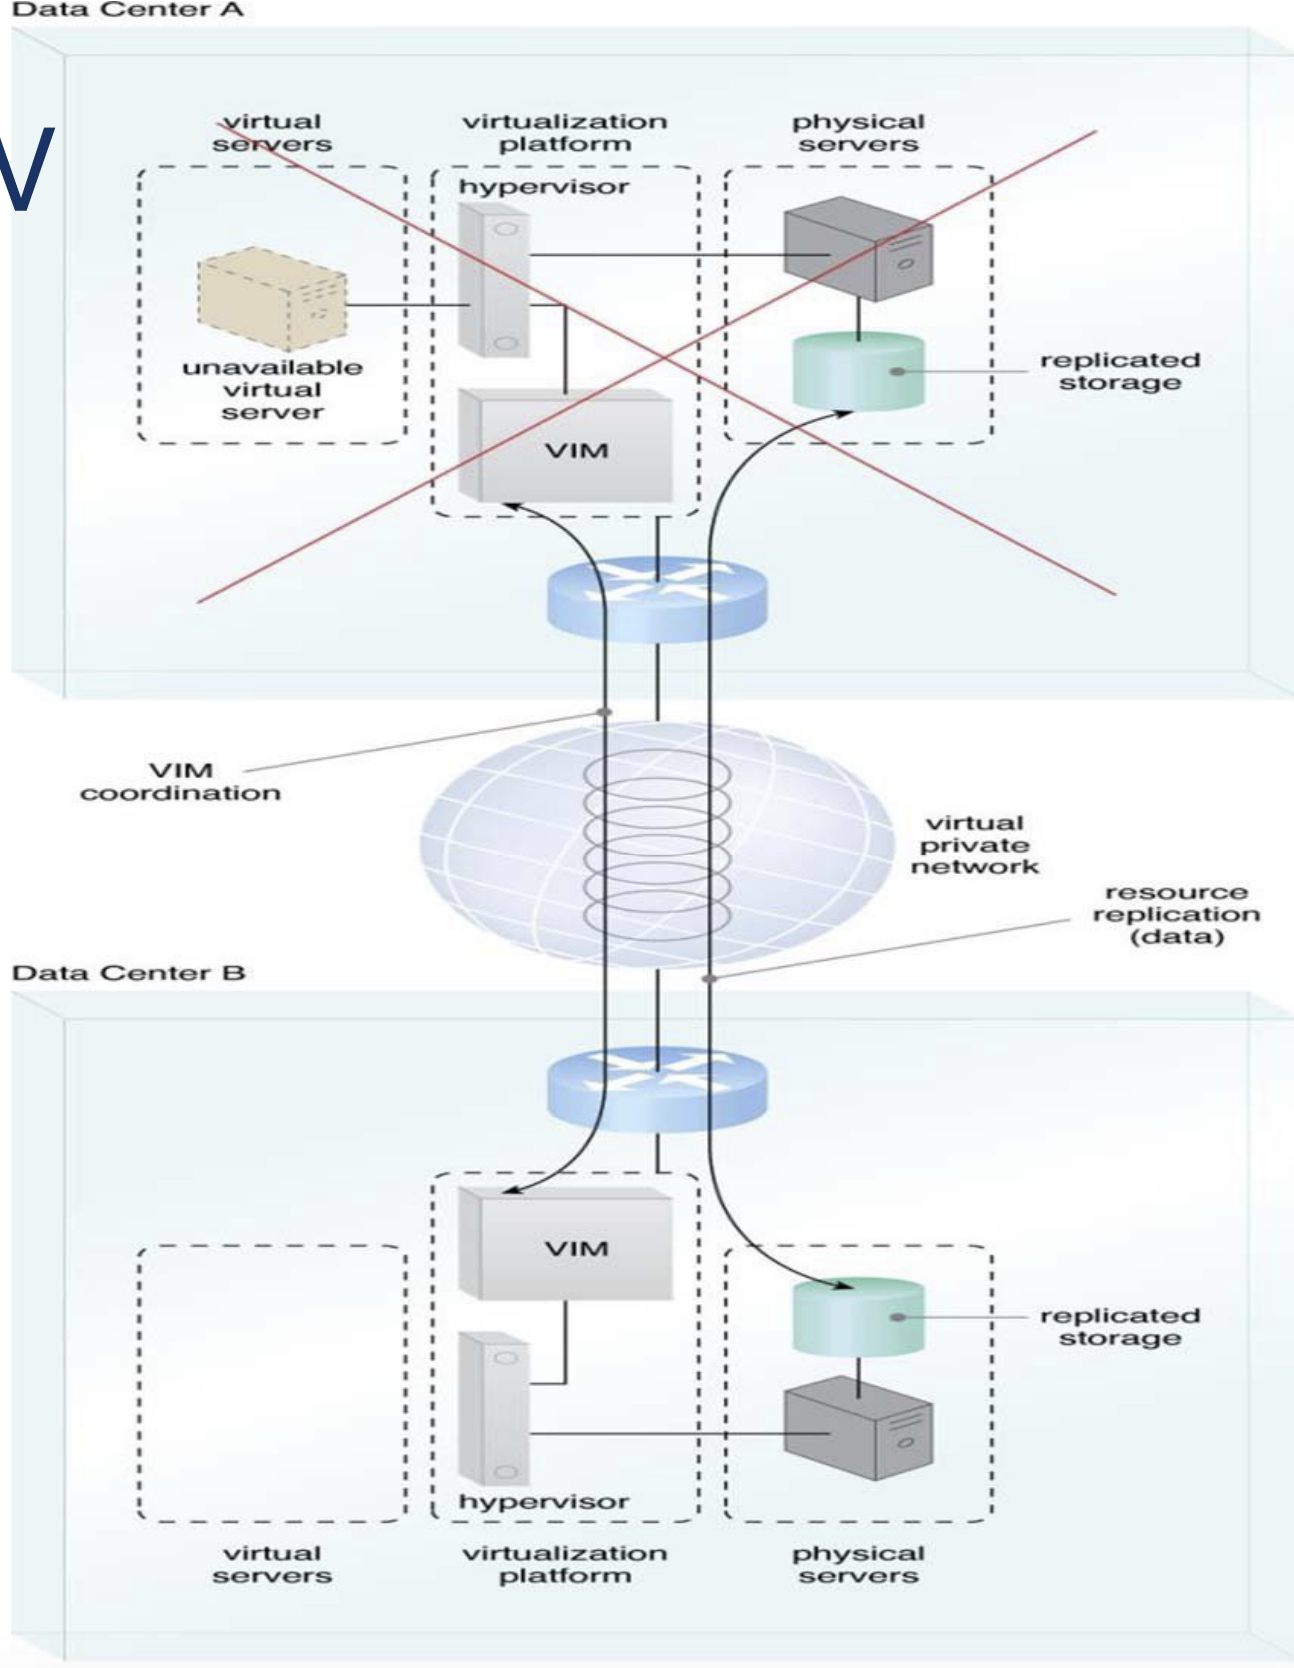 Data Center A
w
virtual
servers
virtualization
platform
physical
servers
hypervisor
unavailable
virtual
server
VIM
replicated
storage
VIM
coordination
virtual
private
network
resource
replication
(data)
Data Center B
VIM
replicated
storage
hypervisor
virtual
servers
virtualization
platform
physical
servers